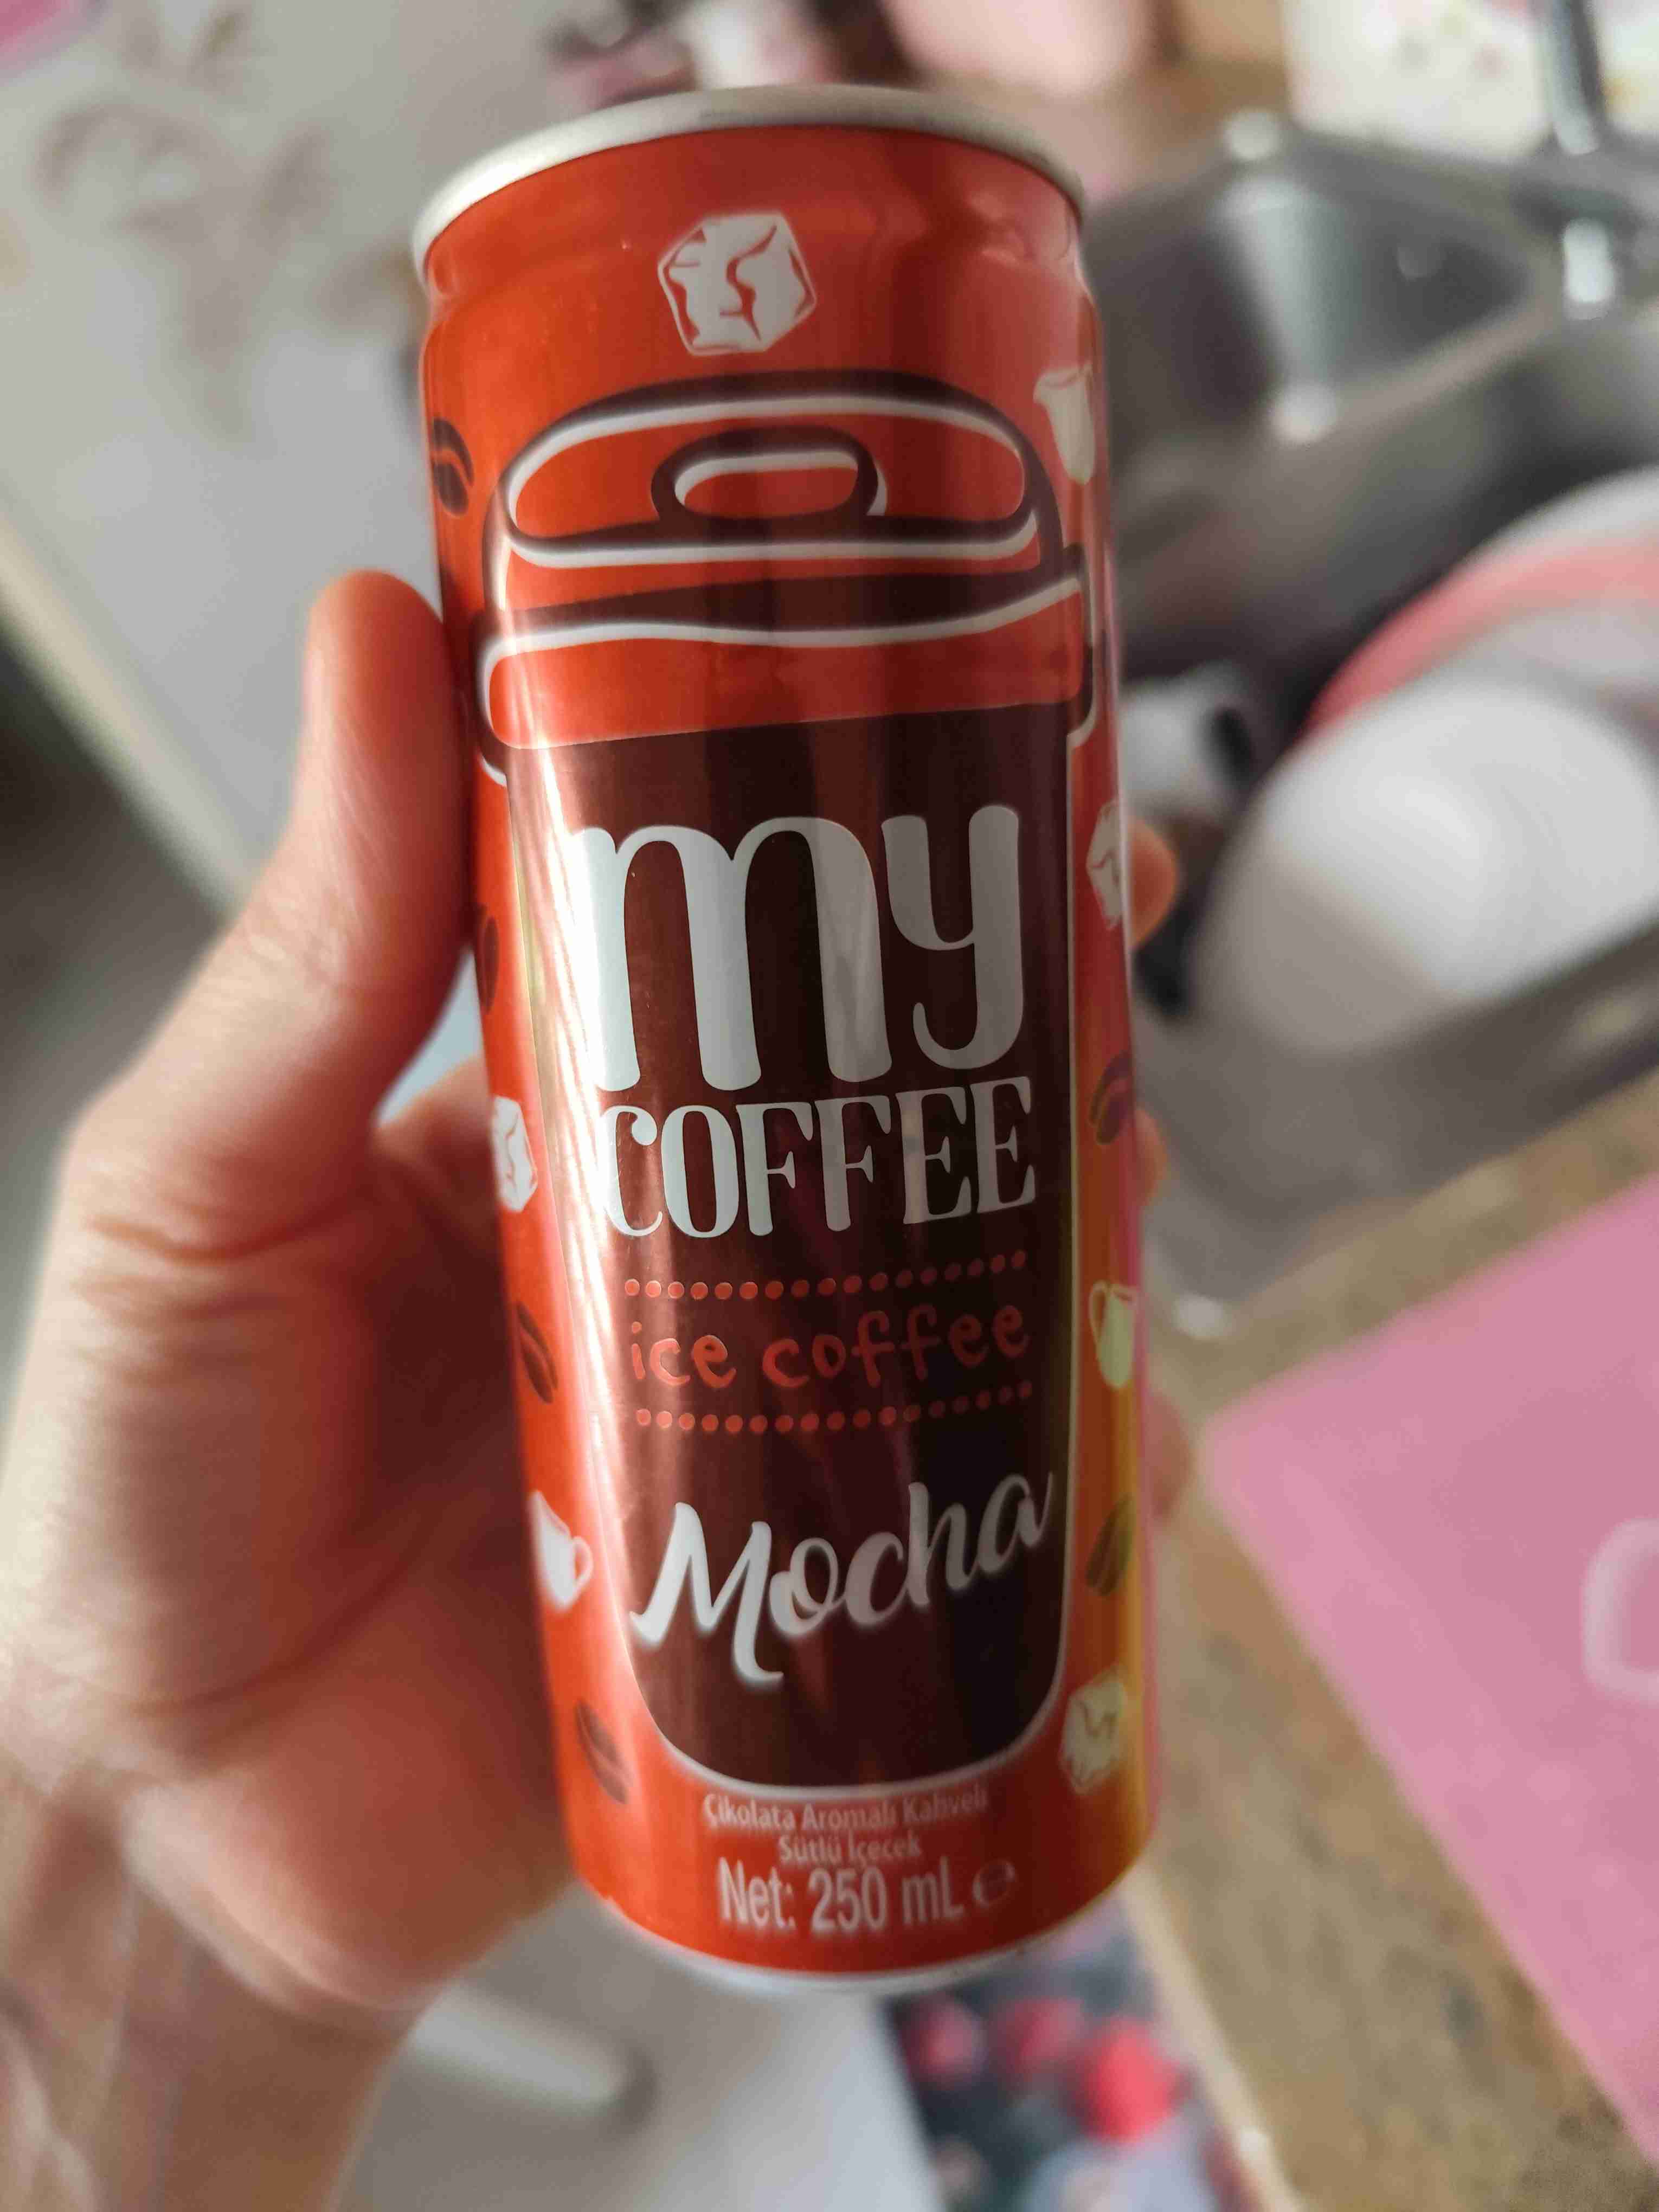 my
COFFEE
ice coffee
Mocha
Çikolata Aromalı Kahveli
Sütlü İçecek
Net: 250 mL ℮